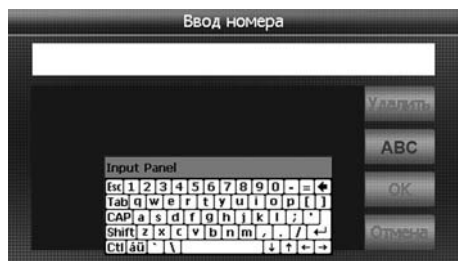 Ввод номера
Удалить
ABC
Input Panel
OK
Esc 1 2 3 4 5 6 7 8 9 0 - =
Tab q w e r t y u i o p [ ]
CAP a s d f g h j k l ; '
Shift z x c v b n m , . /
Отмена
Ctl áü ` \